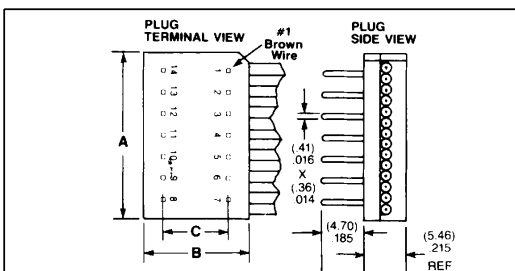 PLUG
TERMINAL VIEW
#1
Brown
Wire
PLUG
SIDE VIEW
14 1
13 2
12 3
11 4
10 5
9 6
8 7
A
C
B
(.41)
.016
X
(.36)
.014
(4.70)
.185
(5.46)
.215
REF